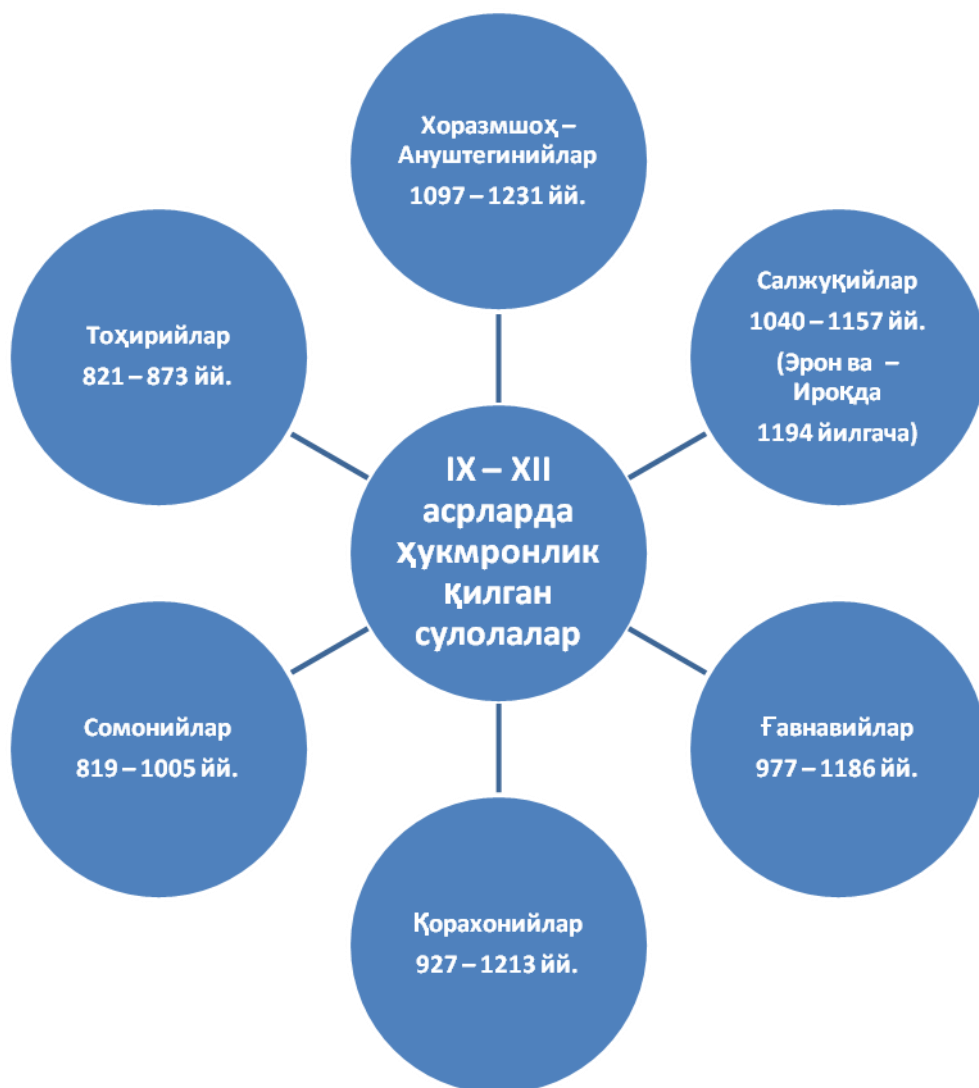 Хоразмшоҳ –
Ануштегинийлар
1097 – 1231 йй.
Салжуқийлар
1040 – 1157 йй.
(Эрон ва –
Ироқда
1194 йилгача)
Тоҳирийлар
821 – 873 йй.
IX – XII
асрларда
ҳукмронлик
қилган
сулолалар
Сомонийлар
819 – 1005 йй.
Ғавнавийлар
977 – 1186 йй.
Қорахонийлар
927 – 1213 йй.